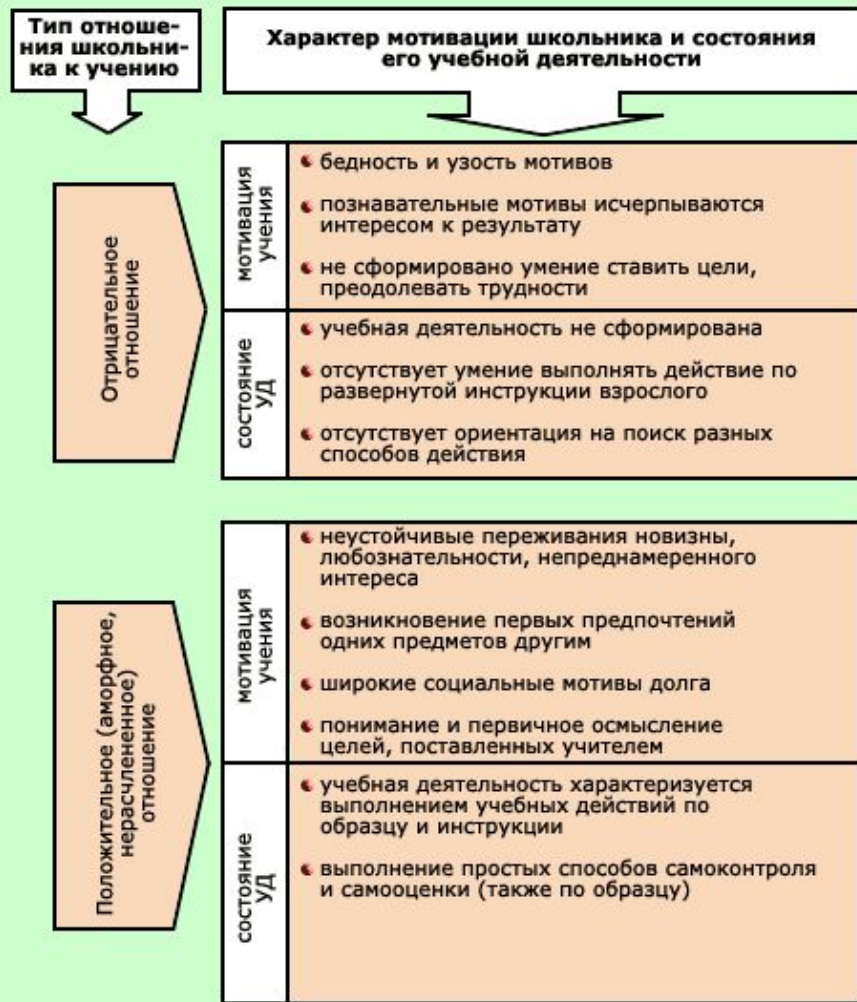 Тип отноше-
ния школьни-
ка к учению
Характер мотивации школьника и состояния
его учебной деятельности
Отрицательное
отношение
мотивация
учения
бедность и узость мотивов
познавательные мотивы исчерпываются
интересом к результату
не сформировано умение ставить цели,
преодолевать трудности
состояние
УД
учебная деятельность не сформирована
отсутствует умение выполнять действие по
развернутой инструкции взрослого
отсутствует ориентация на поиск разных
способов действия
Положительное (аморфное,
нерасчлененное)
отношение
мотивация
учения
неустойчивые переживания новизны,
любознательности, непреднамеренного
интереса
возникновение первых предпочтений
одних предметов другим
широкие социальные мотивы долга
понимание и первичное осмысление
целей, поставленных учителем
состояние
УД
учебная деятельность характеризуется
выполнением учебных действий по
образцу и инструкции
выполнение простых способов самоконтроля
и самооценки (также по образцу)